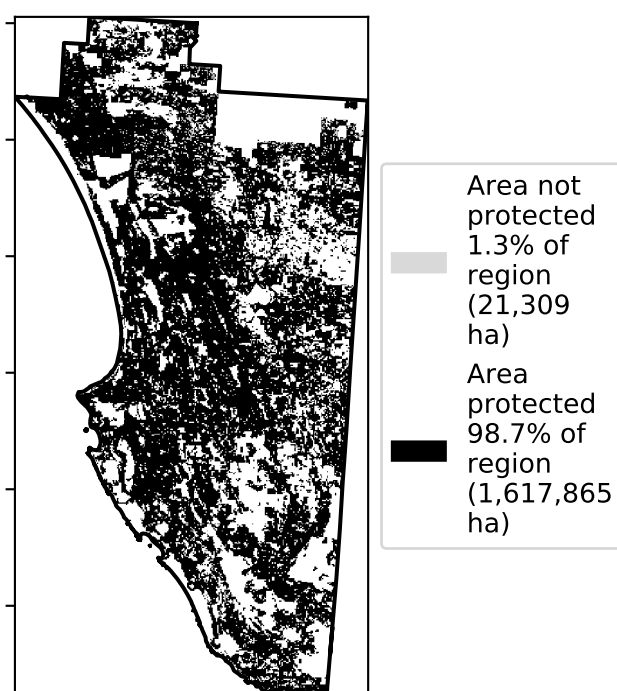 Area not
protected
1.3% of
region
(21,309
ha)
Area
protected
98.7% of
region
(1,617,865
ha)